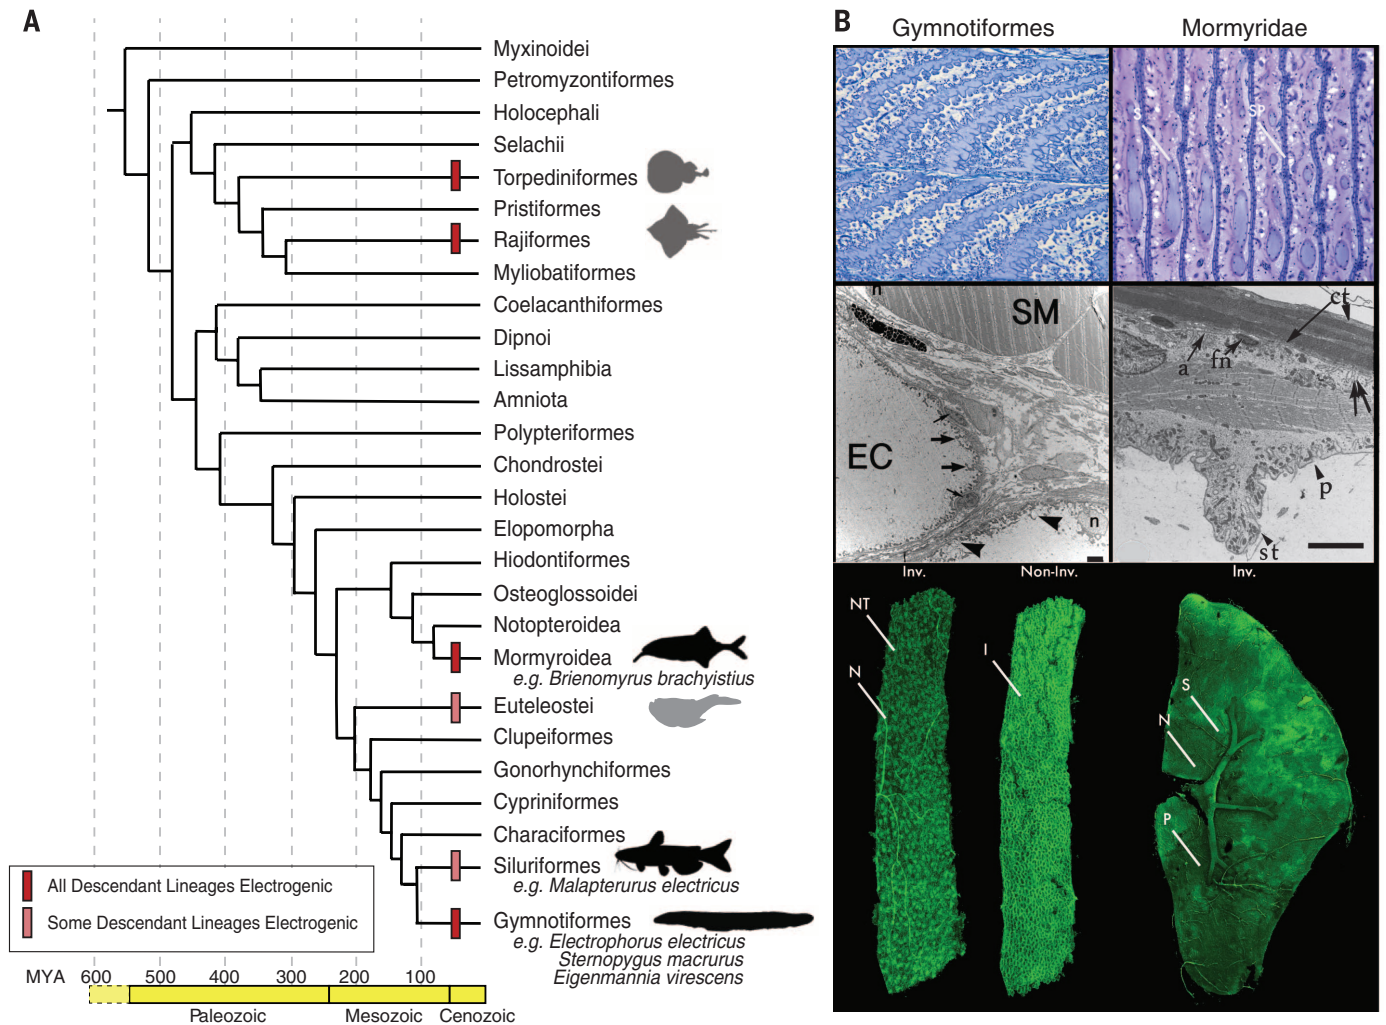 A
Myxinoidei
Petromyzontiformes
Holocephali
Selachii
Torpediniformes
Pristiformes
Rajiformes
Myliobatiformes
Coelacanthiformes
Dipnoi
Lissamphibia
Amniota
Polypteriformes
Chondrostei
Holostei
Elopomorpha
Hiodontiformes
Osteoglossoidei
Notopteroidea
Mormyroidea
e.g. Brienomyrus brachyistius
Euteleostei
Clupeiformes
Gonorhynchiformes
Cypriniformes
Characiformes
Siluriformes
e.g. Malapterurus electricus
Gymnotiformes
e.g. Electrophorus electricus
Sternopygus macrurus
Eigenmannia virescens
All Descendant Lineages Electrogenic
Some Descendant Lineages Electrogenic
MYA 600 500 400 300 200 100
Paleozoic Mesozoic Cenozoic
B
Gymnotiformes Mormyridae
S SP
n
SM
EC
n
ct
a fn
p
st
Inv. Non-Inv. Inv.
NT
N
I
S
N
P